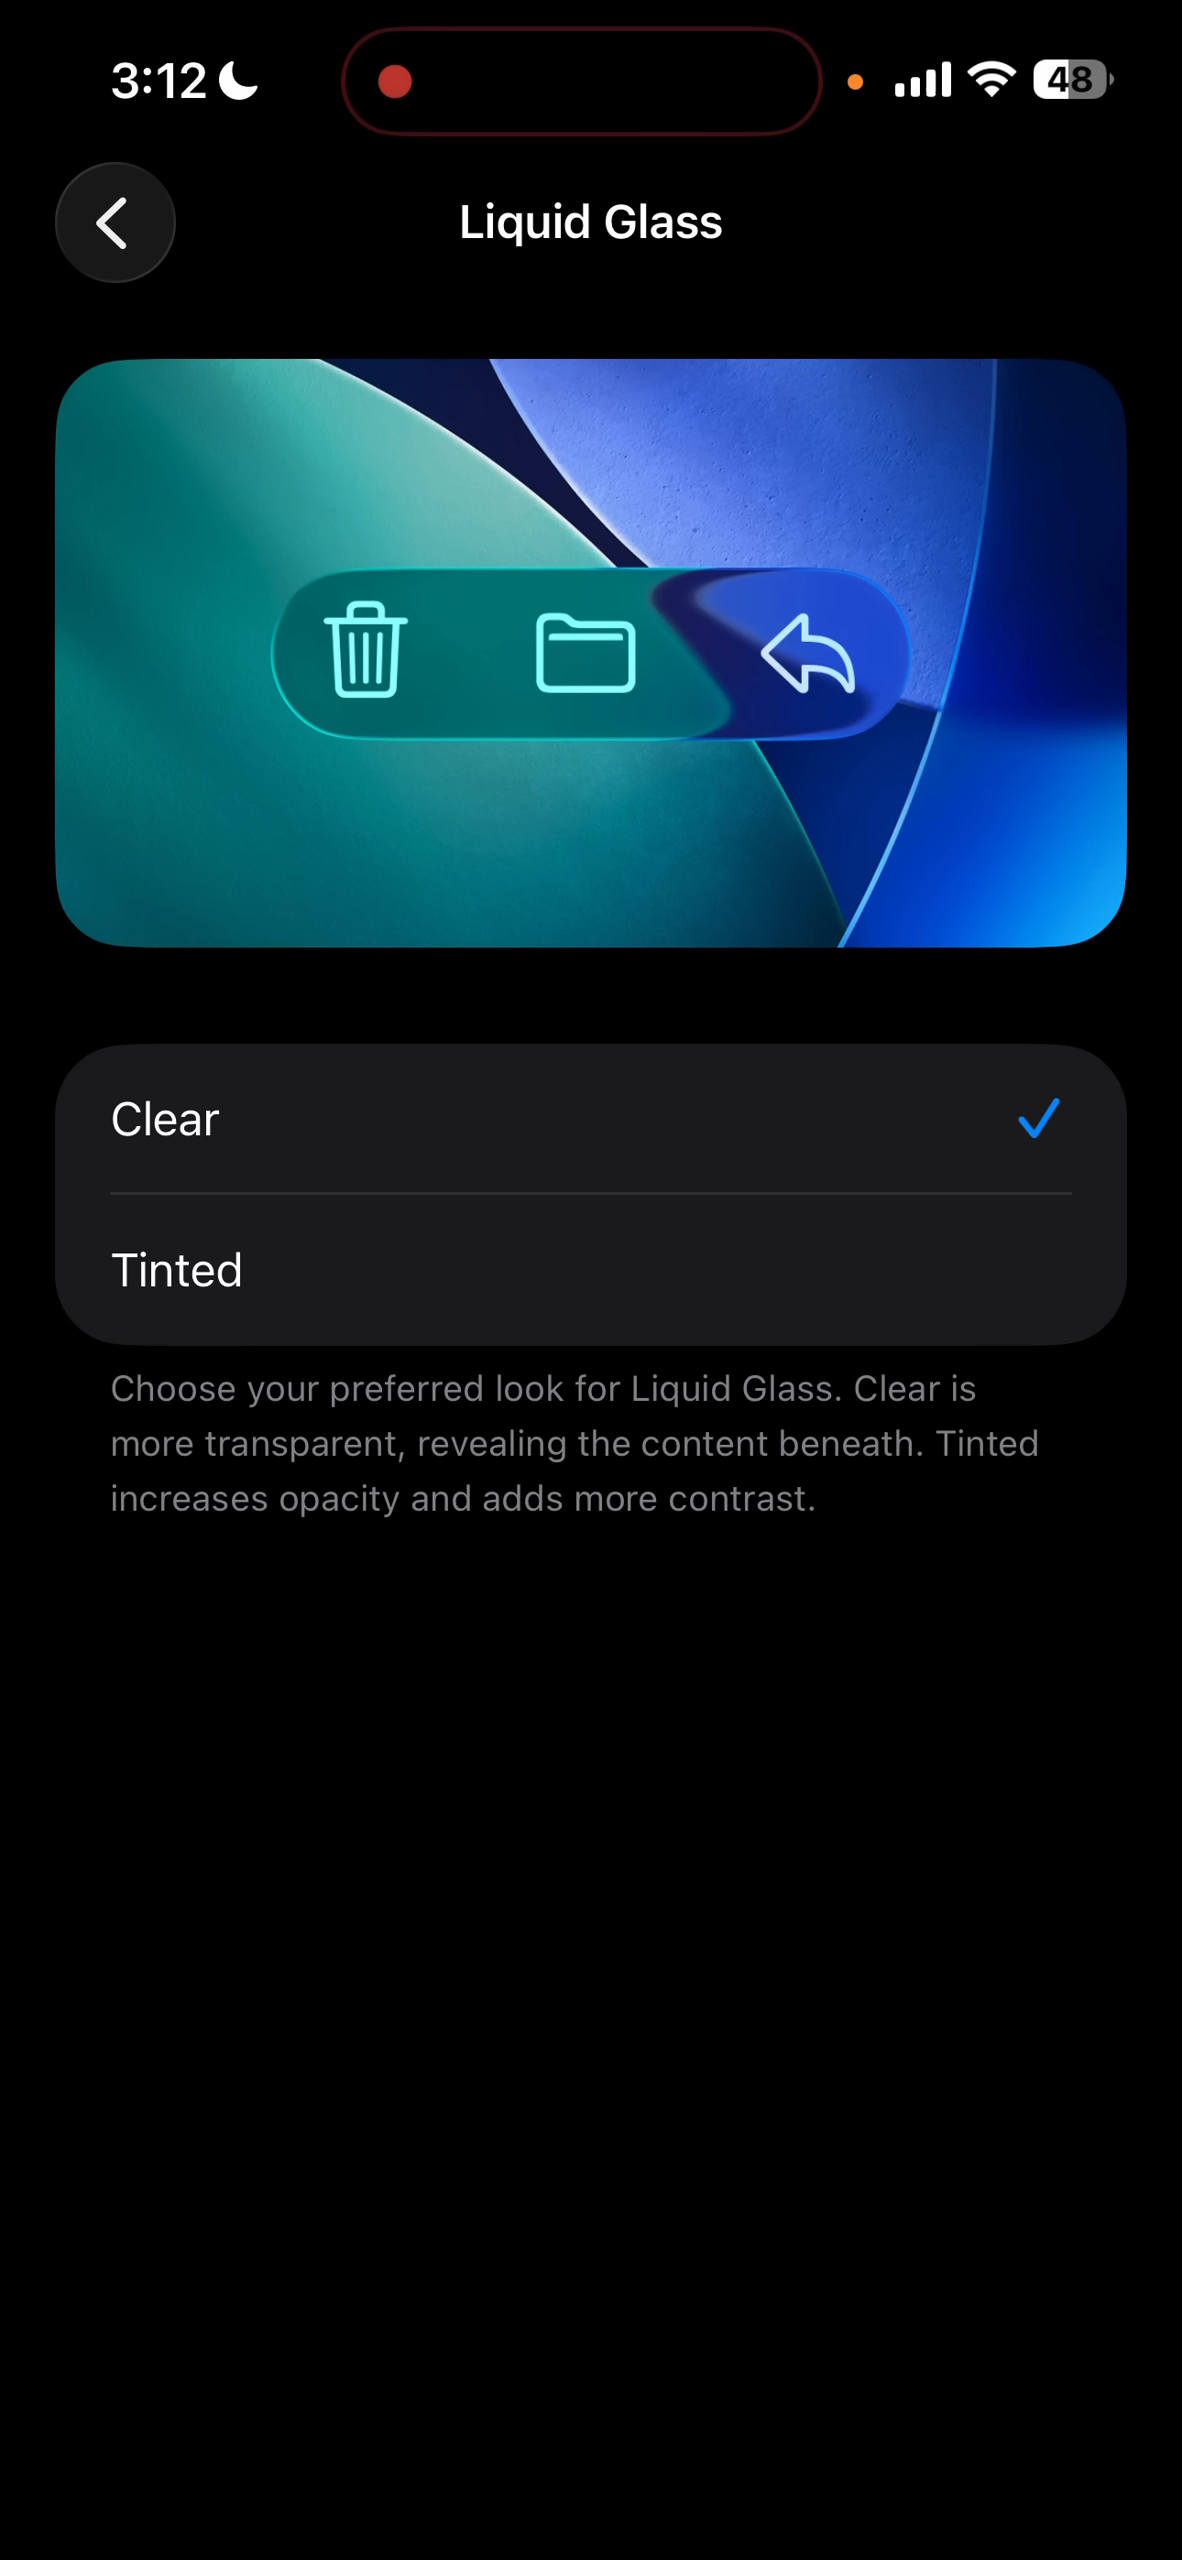 3:12
48
Liquid Glass
Clear
Tinted
Choose your preferred look for Liquid Glass. Clear is
more transparent, revealing the content beneath. Tinted
increases opacity and adds more contrast.